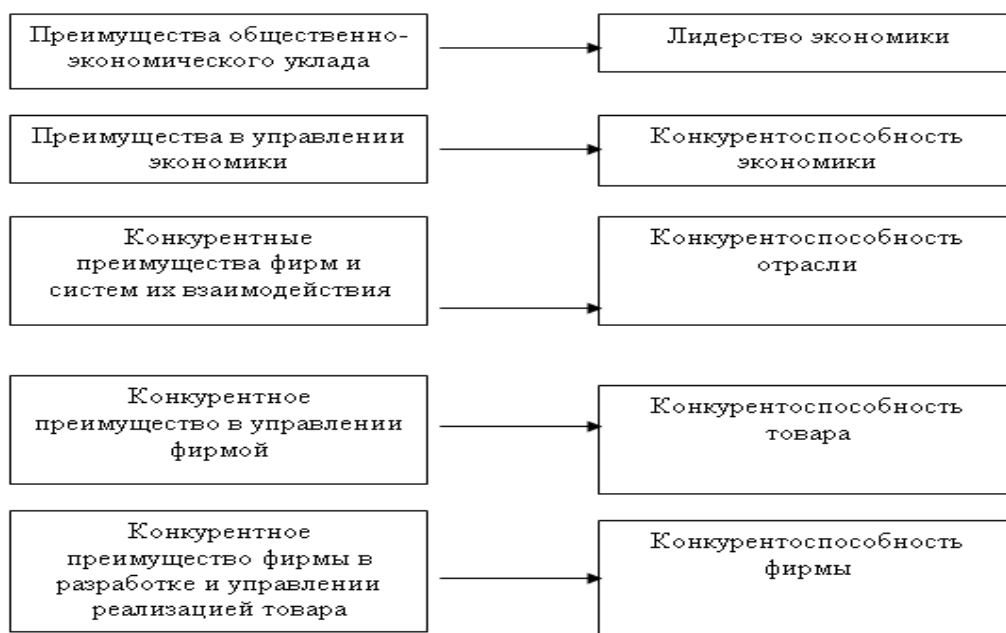 Преимущества общественно-
экономического уклада
Лидерство экономики
Преимущества в управлении
экономики
Конкурентоспособность
экономики
Конкурентные
преимущества фирм и
систем их взаимодействия
Конкурентоспособность
отрасли
Конкурентное
преимущество в управлении
фирмой
Конкурентоспособность
товара
Конкурентное
преимущество фирмы в
разработке и управлении
реализацией товара
Конкурентоспособность
фирмы